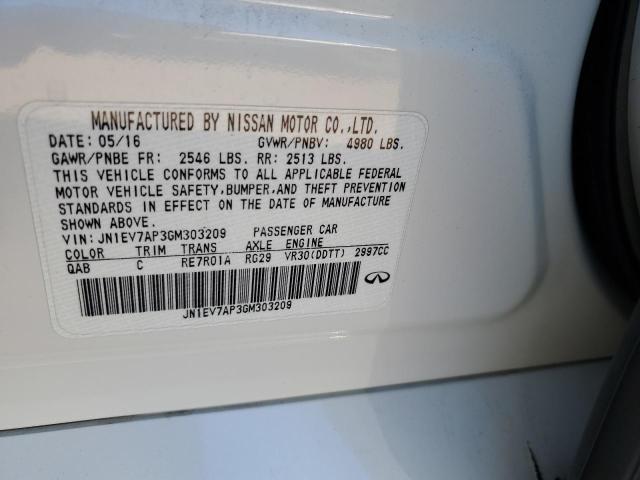 MANUFACTURED BY NISSAN MOTOR CO.,LTD.
DATE: 05/16 GVWR/PNBV: 4980 LBS.
GAWR/PNBE FR: 2546 LBS. RR: 2513 LBS.
THIS VEHICLE CONFORMS TO ALL APPLICABLE FEDERAL
MOTOR VEHICLE SAFETY,BUMPER,AND THEFT PREVENTION
STANDARDS IN EFFECT ON THE DATE OF MANUFACTURE
SHOWN ABOVE.
VIN: JN1EV7AP3GM303209 PASSENGER CAR
COLOR TRIM TRANS AXLE ENGINE
QAB C RE7R01A RG29 VR30(DDTT) 2997CC
JN1EV7AP3GM303209